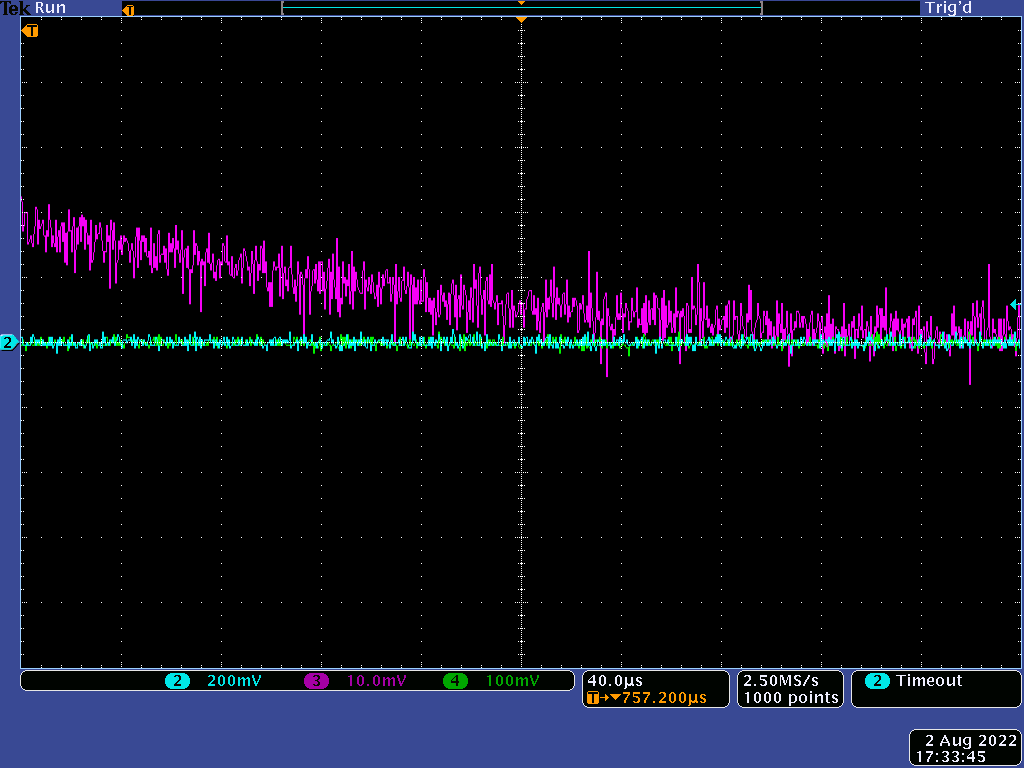 Tek Run Trig'd
T
T
2
2 200mV 3 10.0mV 4 100mV
40.0µs
T→▼757.200µs
2.50MS/s
1000 points
2 Timeout
2 Aug 2022
17:33:45